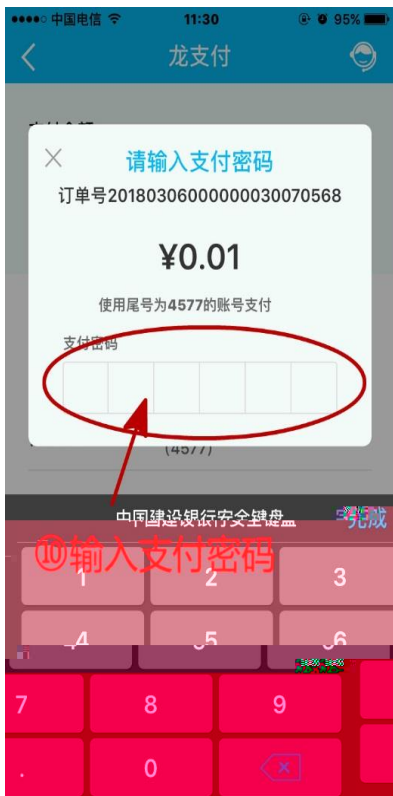 中国电信 11:30 95%
龙支付
请输入支付密码
订单号20180306000000030070568
¥0.01
使用尾号为4577的账号支付
支付密码
(4577)
中国建设银行安全键盘 完成
⑩输入支付密码
1 2 3
4 5 6
7 8 9
. 0